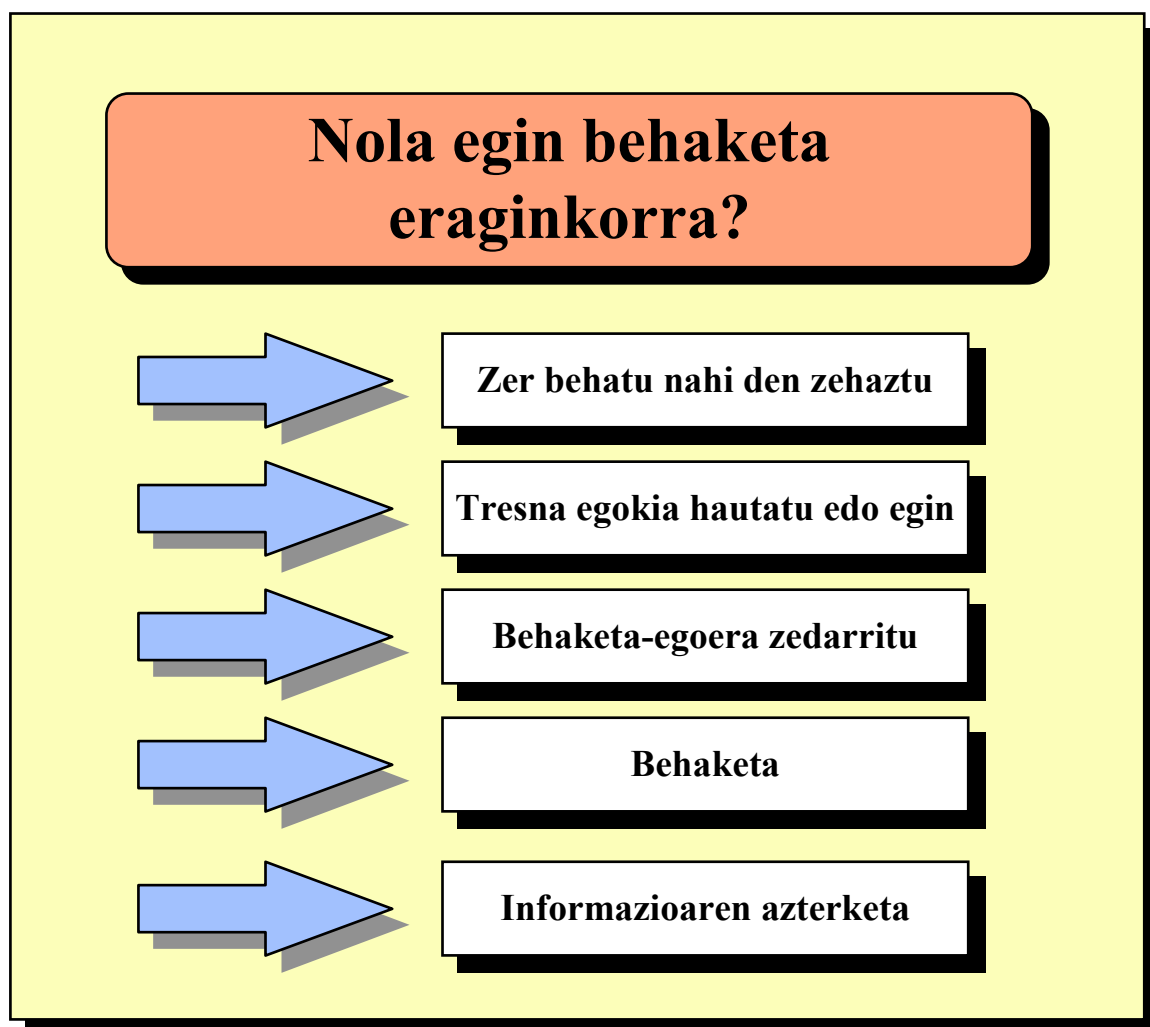 Nola egin behaketa
eraginkorra?
Zer behatu nahi den zehaztu
Tresna egokia hautatu edo egin
Behaketa-egoera zedarritu
Behaketa
Informazioaren azterketa